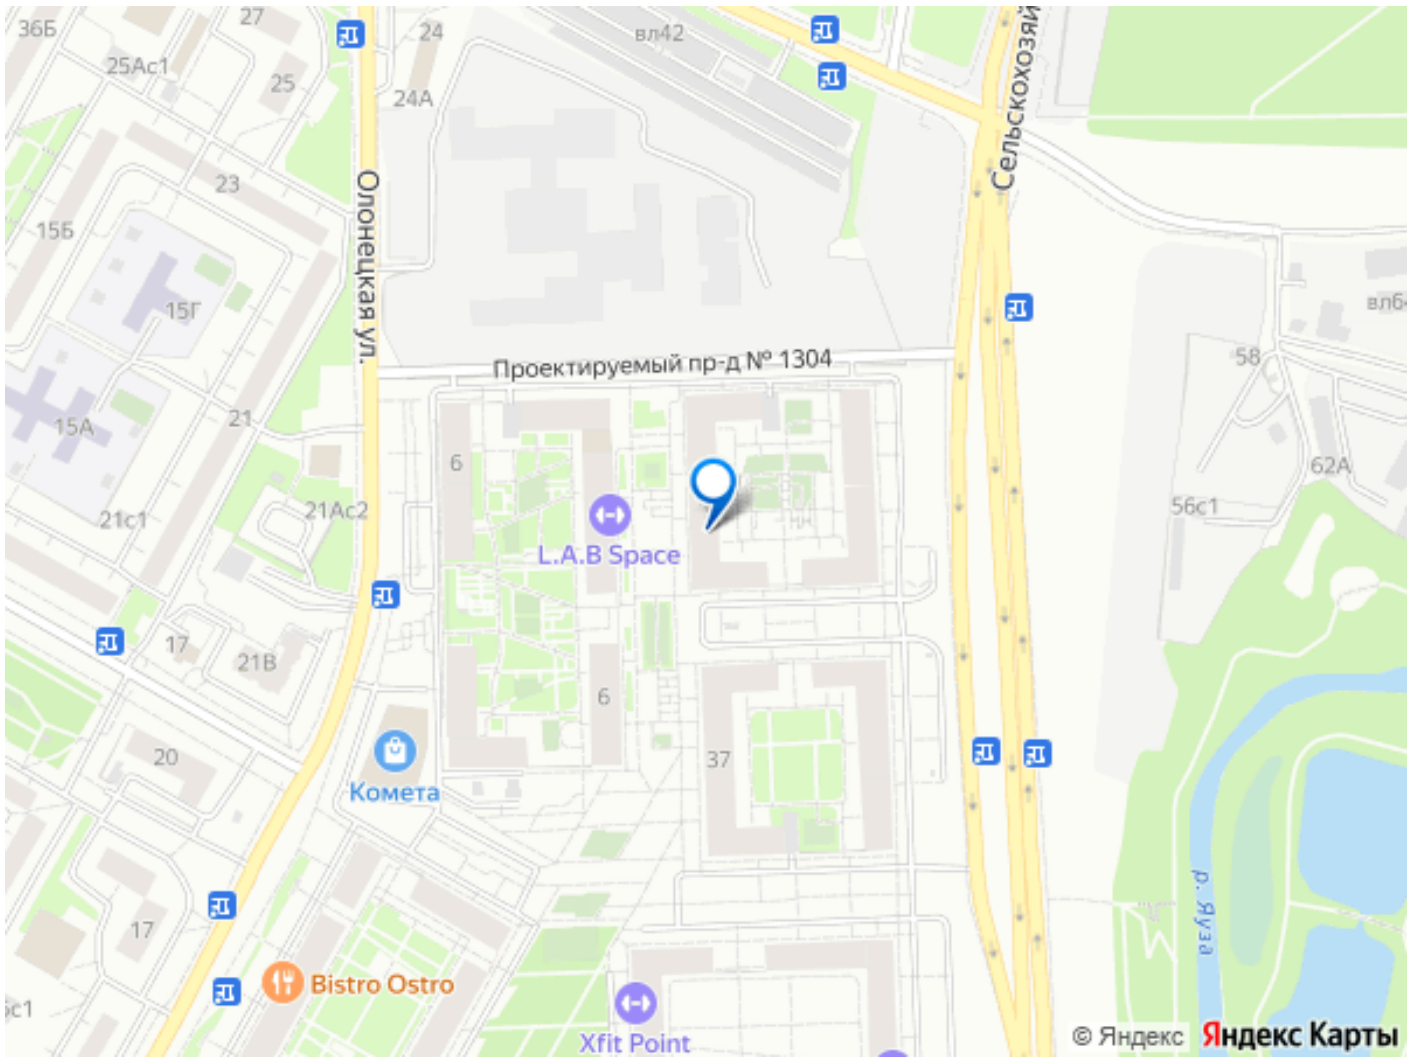 36Б
27
24
вл42
25Ас1
25
24А
Сельскохозяй
23
Олонецкая ул.
15Б
15Г
влб
Проектируемый пр-д № 1304
58
15А
21
6
62А
21с1
21Ас2
56с1
L.A.B Space
17
21В
6
37
20
Комета
р. Яуза
17
Bistro Ostro
с1
Xfit Point
© Яндекс
Яндекс Карты